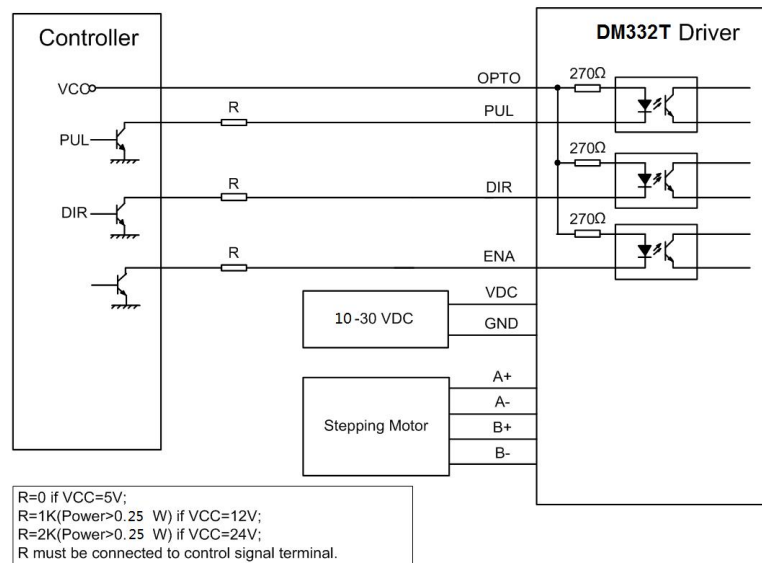 Controller
DM332T Driver
VCC
OPTO
270Ω
R
PUL
PUL
270Ω
R
DIR
DIR
270Ω
R
ENA
VDC
10-30 VDC
GND
A+
A-
Stepping Motor
B+
B-
R=0 if VCC=5V;
R=1K(Power>0.25 W) if VCC=12V;
R=2K(Power>0.25 W) if VCC=24V;
R must be connected to control signal terminal.